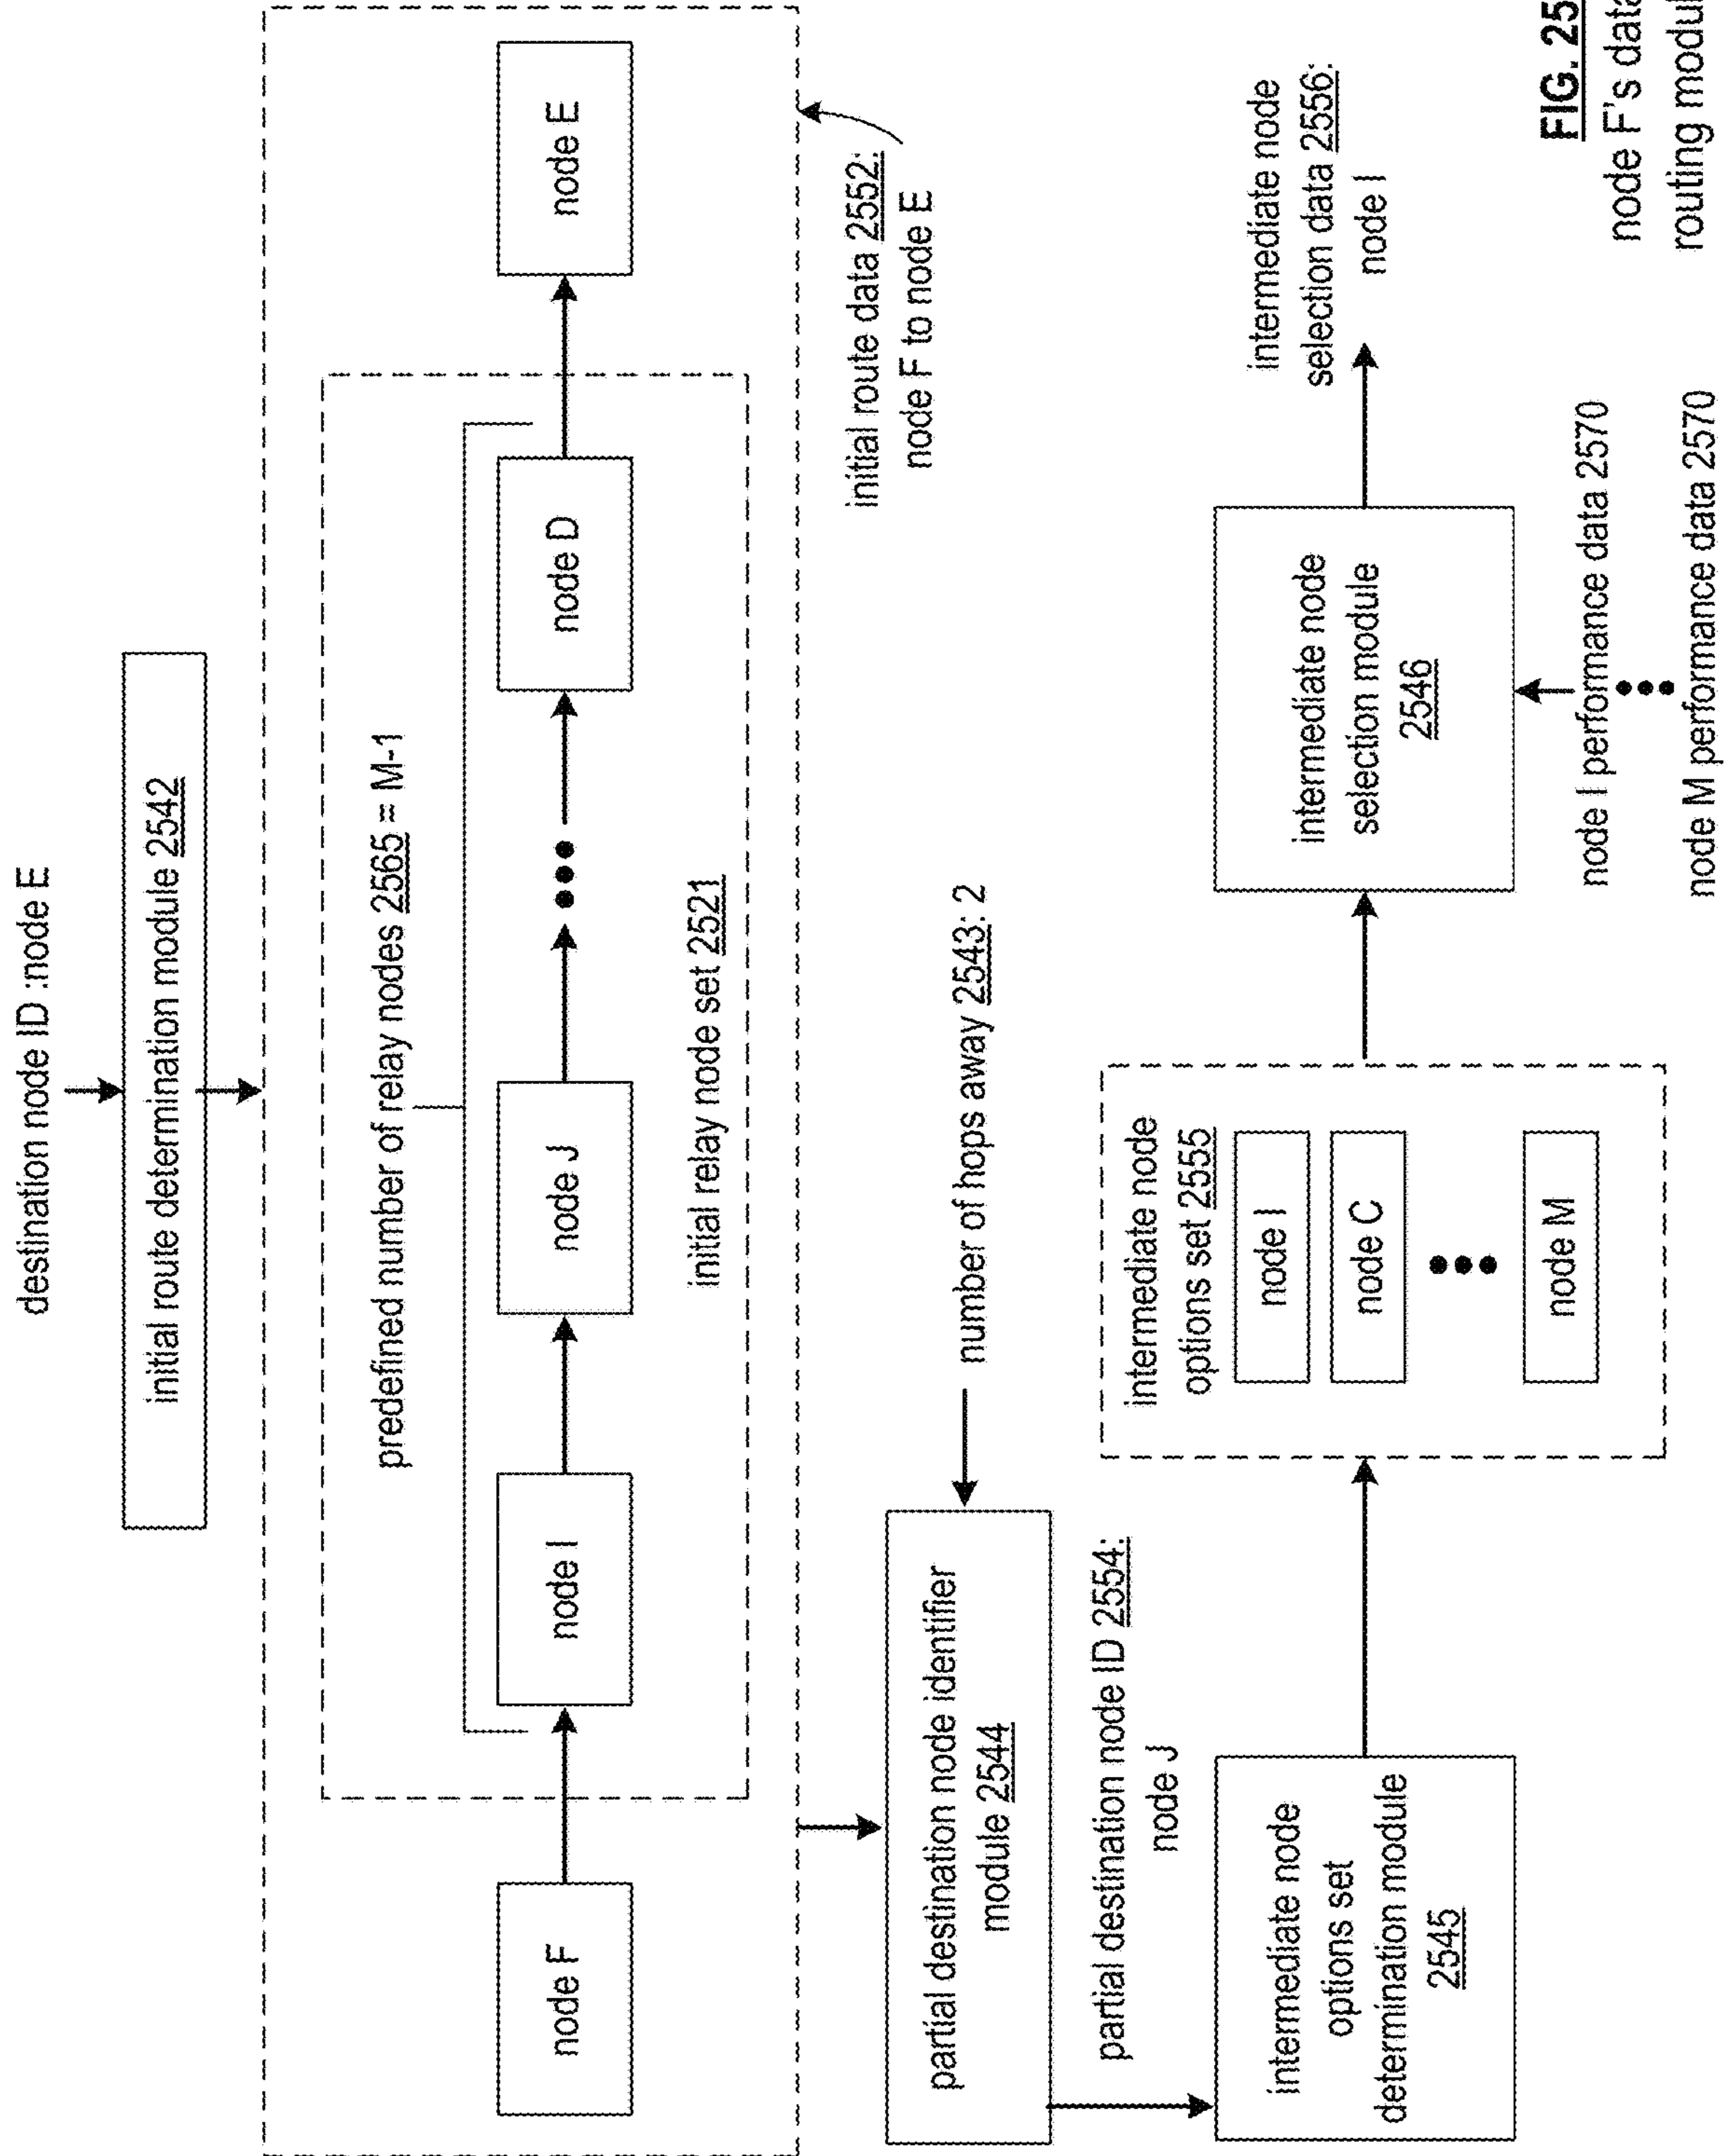 destination node ID :node E
initial route determination module 2542
predefined number of relay nodes 2565 = M-1
node F
node I
node J
node D
node E
initial relay node set 2521
initial route data 2552:
node F to node E
partial destination node identifier
module 2544
number of hops away 2543: 2
partial destination node ID 2554:
node J
intermediate node
options set
determination module
2545
intermediate node
options set 2555
node I
node C
node M
intermediate node
selection module
2546
intermediate node
selection data 2556:
node I
node I performance data 2570
node M performance data 2570
FIG. 25
node F's data
routing